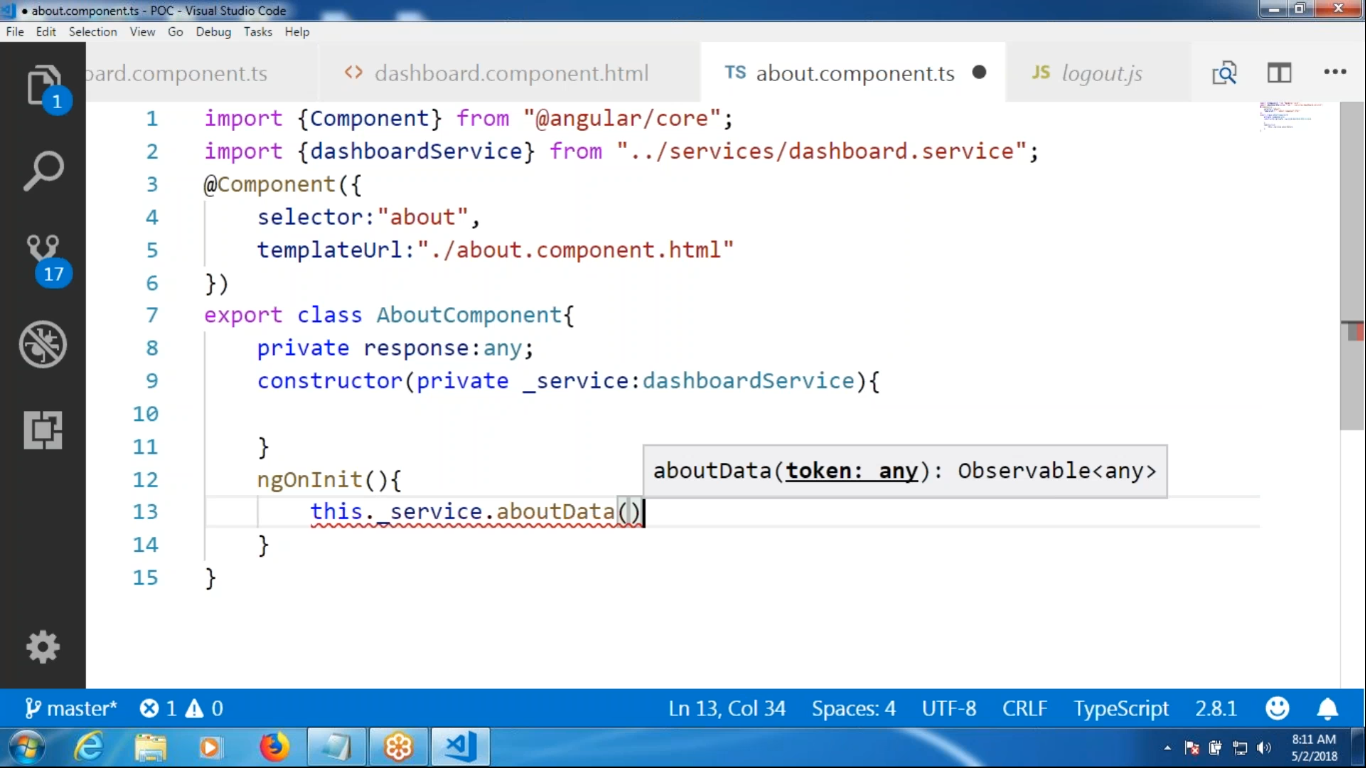 about.component.ts - POC - Visual Studio Code
File Edit Selection View Go Debug Tasks Help
1
oard.component.ts
<> dashboard.component.html
TS about.component.ts ●
JS logout.js
17
1 import {Component} from "@angular/core";
2 import {dashboardService} from "../services/dashboard.service";
3 @Component({
4 selector:"about",
5 templateUrl:"./about.component.html"
6 })
7 export class AboutComponent{
8 private response:any;
9 constructor(private _service:dashboardService){
10
11 }
aboutData(token: any): Observable<any>
12 ngOnInit(){
13 this._service.aboutData()
14 }
15 }
master* 1 0 Ln 13, Col 34 Spaces: 4 UTF-8 CRLF TypeScript 2.8.1
8:11 AM
5/2/2018